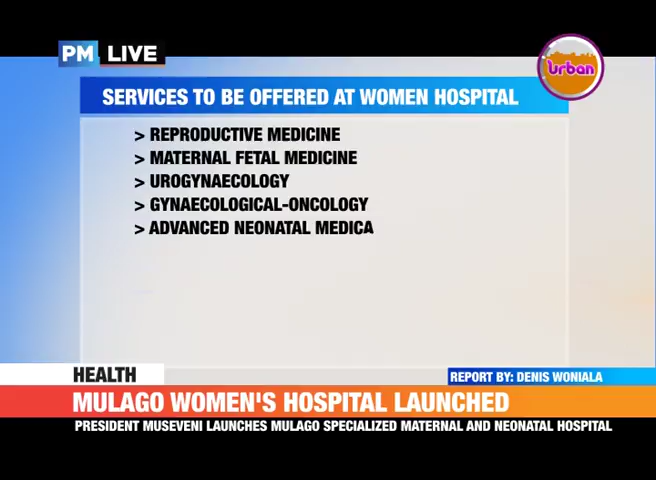 PM LIVE
urban
SERVICES TO BE OFFERED AT WOMEN HOSPITAL
> REPRODUCTIVE MEDICINE
> MATERNAL FETAL MEDICINE
> UROGYNAECOLOGY
> GYNAECOLOGICAL-ONCOLOGY
> ADVANCED NEONATAL MEDICA
HEALTH
REPORT BY: DENIS WONIALA
MULAGO WOMEN'S HOSPITAL LAUNCHED
PRESIDENT MUSEVENI LAUNCHES MULAGO SPECIALIZED MATERNAL AND NEONATAL HOSPITAL